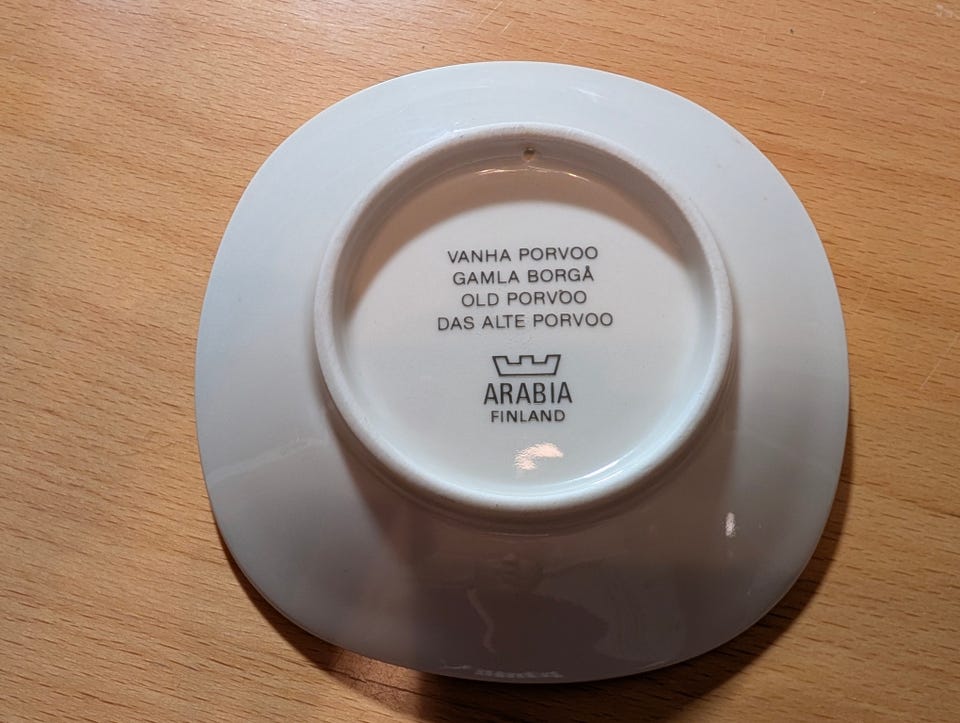 VANHA PORVOO
GAMLA BORGÅ
OLD PORVOO
DAS ALTE PORVOO
ARABIA
FINLAND